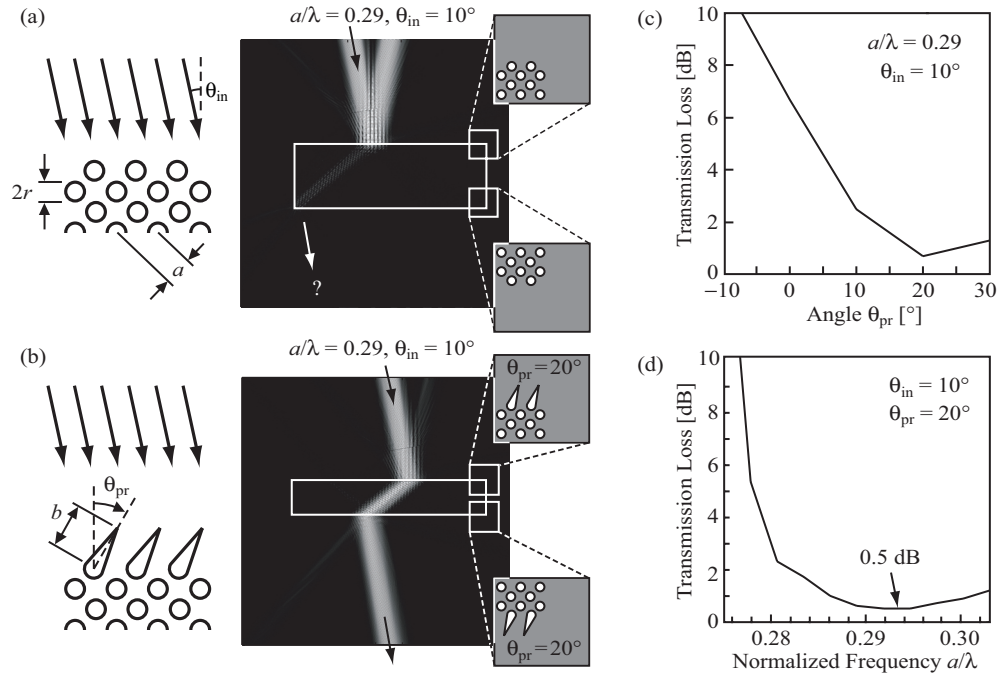 (a)
a/λ = 0.29, θin = 10°
θin
2r
a
?
(b)
a/λ = 0.29, θin = 10°
θpr
b
θpr = 20°
θpr = 20°
(c)
Transmission Loss [dB]
10
8
6
4
2
0
a/λ = 0.29
θin = 10°
−10
0
10
20
30
Angle θpr [°]
(d)
Transmission Loss [dB]
10
8
6
4
2
0
θin = 10°
θpr = 20°
0.5 dB
0.28
0.29
0.30
Normalized Frequency a/λ